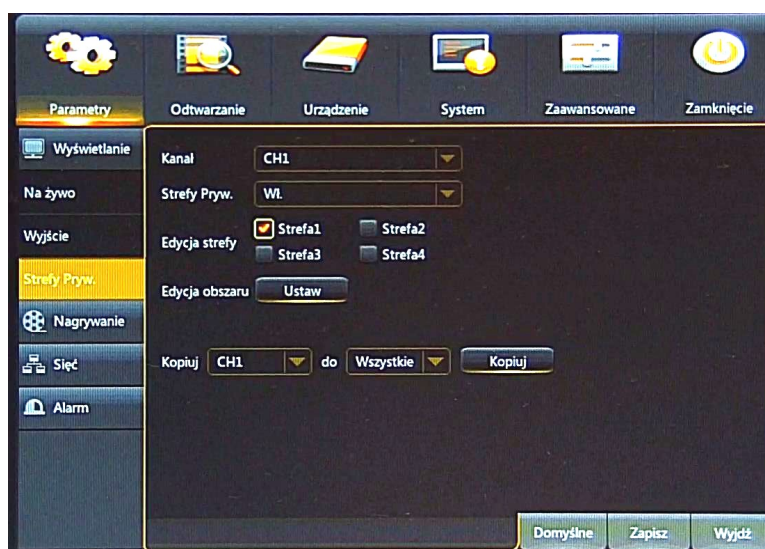 Parametry Odtwarzanie Urządzenie System Zaawansowane Zamknięcie
Wyświetlanie
Na żywo
Wyjście
Strefy Pryw.
Nagrywanie
Sieć
Alarm
Kanał CH1
Strefy Pryw. Wł.
Edycja strefy Strefa1 Strefa2
Strefa3 Strefa4
Edycja obszaru Ustaw
Kopiuj CH1 do Wszystkie Kopiuj
Domyślne Zapisz Wyjdź